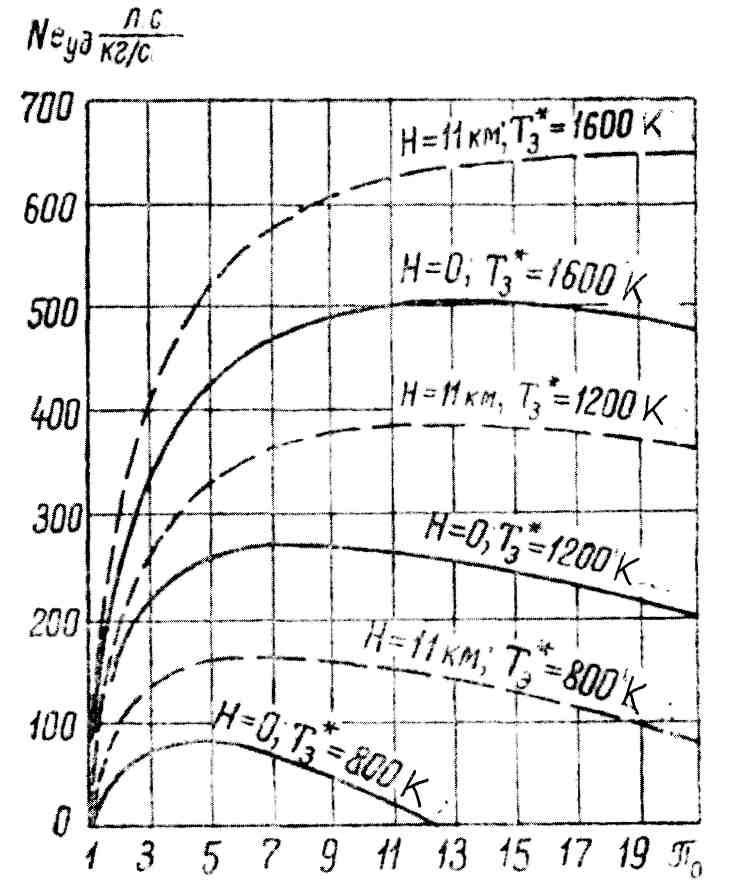 Nеуд л.с
кг/с
700
H=11 км; T₃*=1600 К
600
H=0; T₃*=1600 К
500
H=11 км, T₃*=1200 К
400
300
H=0; T₃*=1200 К
200
H=11 км; T₃*=800 К
100
H=0; T₃*=800 К
0
1 3 5 7 9 11 13 15 17 19 π₀